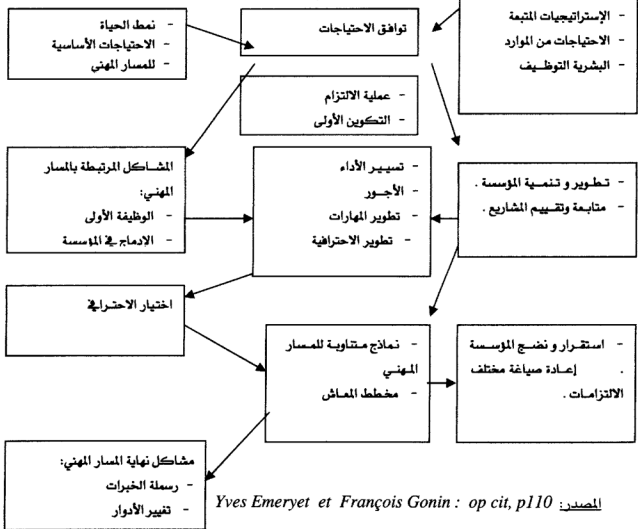 - الإستراتيجيات المتبعة
- الاحتياجات من الموارد
- البشرية التوظيف
توافق الاحتياجات
- نمط الحياة
- الاحتياجات الأساسية
- للمسار المهني
- عملية الالتزام
- التكوين الأولى
- تطوير و تنمية المؤسسة .
- متابعة وتقييم المشاريع .
- تسيير الأداء
- الأجور
- تطوير المهارات
- تطوير الاحترافية
المشاكل المرتبطة بالمسار
المهني:
- الوظيفة الأولى
- الإدماج في المؤسسة
اختيار الاحترافي
- استقرار و نضج المؤسسة
. إعادة صياغة مختلف
الالتزامات .
- نماذج متناوبة للمسار
المهني
- مخطط المعاش
مشاكل نهاية المسار المهني:
- رسملة الخبرات
- تغيير الأدوار
المصدر: Yves Emeryet et François Gonin : op cit, p110